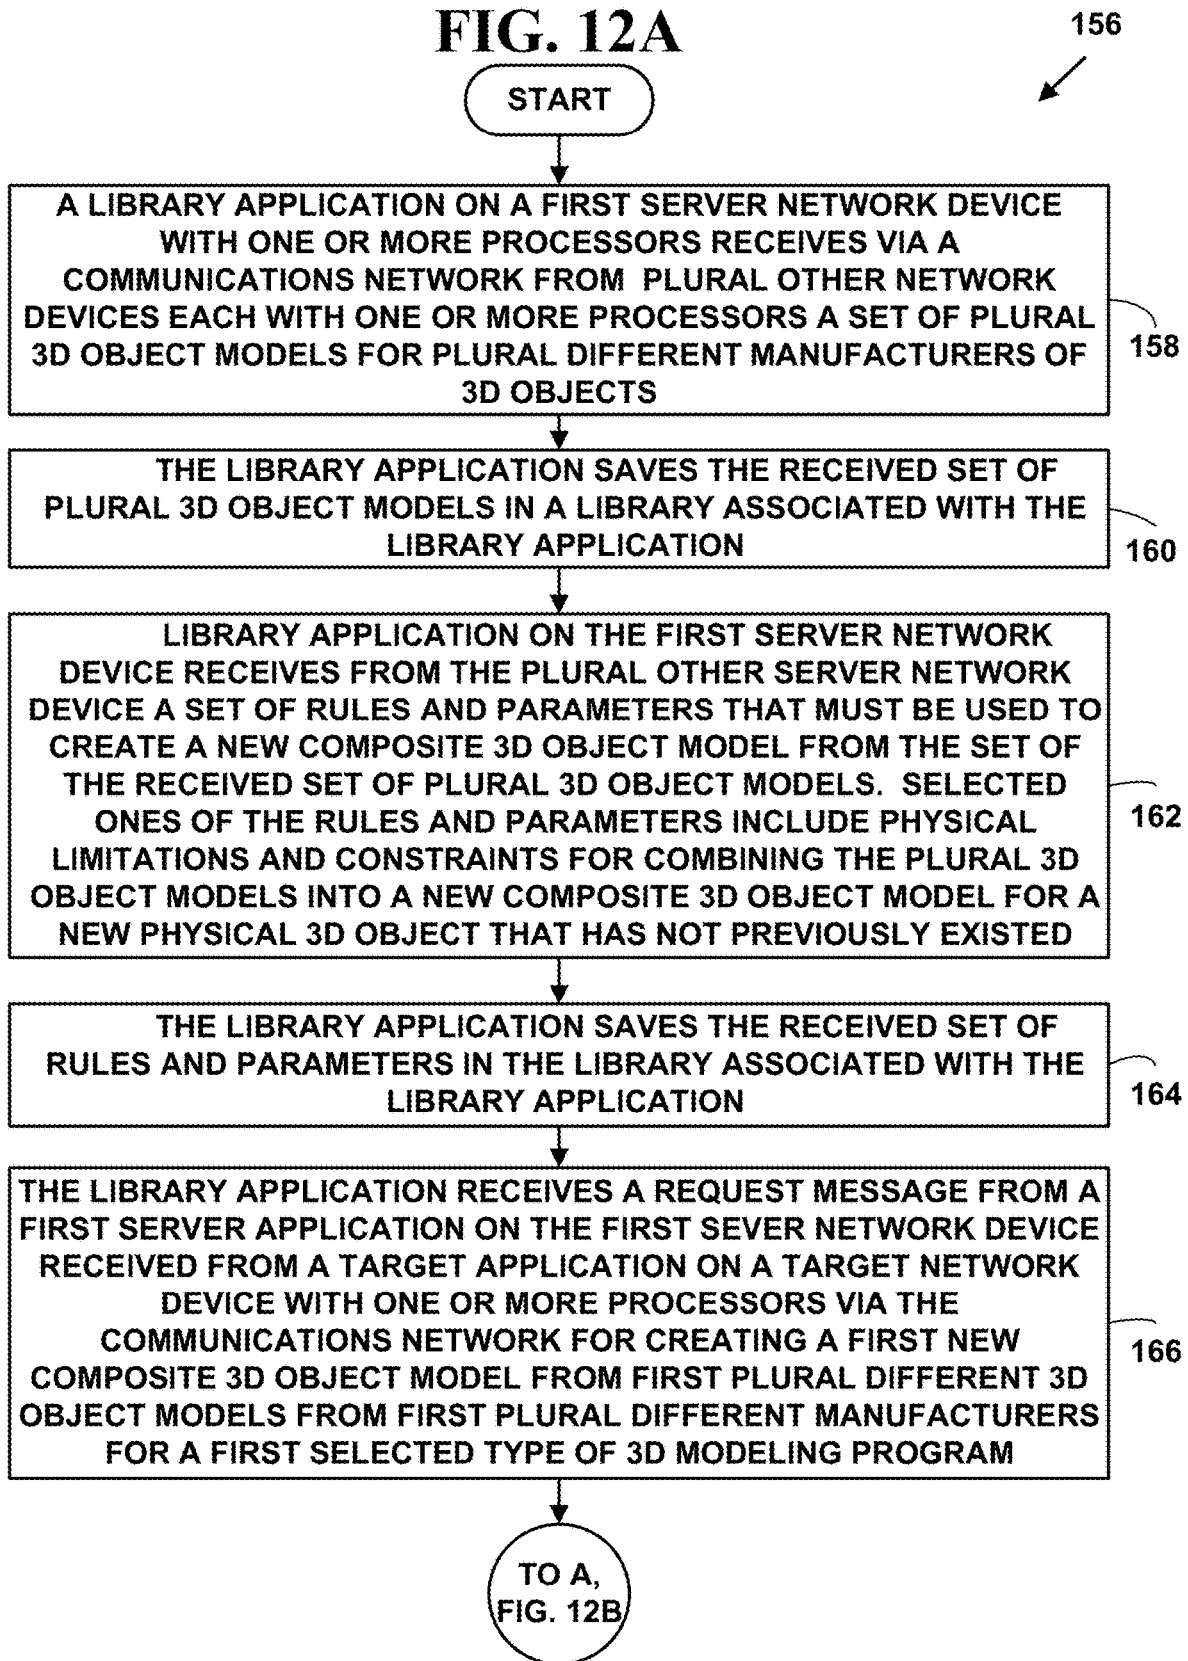 FIG. 12A
156
START
A LIBRARY APPLICATION ON A FIRST SERVER NETWORK DEVICE
WITH ONE OR MORE PROCESSORS RECEIVES VIA A
COMMUNICATIONS NETWORK FROM PLURAL OTHER NETWORK
DEVICES EACH WITH ONE OR MORE PROCESSORS A SET OF PLURAL
3D OBJECT MODELS FOR PLURAL DIFFERENT MANUFACTURERS OF
3D OBJECTS
158
THE LIBRARY APPLICATION SAVES THE RECEIVED SET OF
PLURAL 3D OBJECT MODELS IN A LIBRARY ASSOCIATED WITH THE
LIBRARY APPLICATION
160
LIBRARY APPLICATION ON THE FIRST SERVER NETWORK
DEVICE RECEIVES FROM THE PLURAL OTHER SERVER NETWORK
DEVICE A SET OF RULES AND PARAMETERS THAT MUST BE USED TO
CREATE A NEW COMPOSITE 3D OBJECT MODEL FROM THE SET OF
THE RECEIVED SET OF PLURAL 3D OBJECT MODELS. SELECTED
ONES OF THE RULES AND PARAMETERS INCLUDE PHYSICAL
LIMITATIONS AND CONSTRAINTS FOR COMBINING THE PLURAL 3D
OBJECT MODELS INTO A NEW COMPOSITE 3D OBJECT MODEL FOR A
NEW PHYSICAL 3D OBJECT THAT HAS NOT PREVIOUSLY EXISTED
162
THE LIBRARY APPLICATION SAVES THE RECEIVED SET OF
RULES AND PARAMETERS IN THE LIBRARY ASSOCIATED WITH THE
LIBRARY APPLICATION
164
THE LIBRARY APPLICATION RECEIVES A REQUEST MESSAGE FROM A
FIRST SERVER APPLICATION ON THE FIRST SEVER NETWORK DEVICE
RECEIVED FROM A TARGET APPLICATION ON A TARGET NETWORK
DEVICE WITH ONE OR MORE PROCESSORS VIA THE
COMMUNICATIONS NETWORK FOR CREATING A FIRST NEW
COMPOSITE 3D OBJECT MODEL FROM FIRST PLURAL DIFFERENT 3D
OBJECT MODELS FROM FIRST PLURAL DIFFERENT MANUFACTURERS
FOR A FIRST SELECTED TYPE OF 3D MODELING PROGRAM
166
TO A,
FIG. 12B